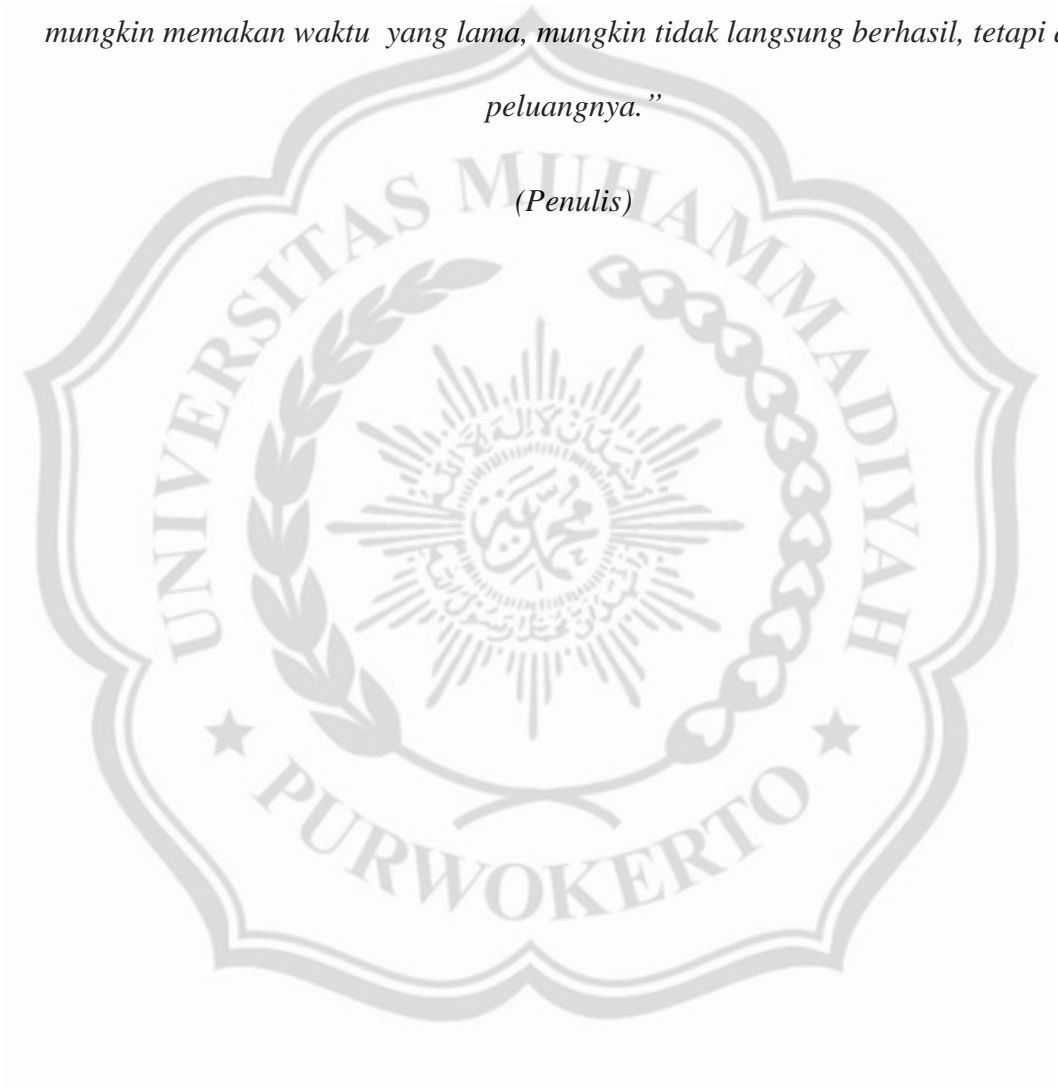 mungkin memakan waktu yang lama, mungkin tidak langsung berhasil, tetapi
peluangnya.”
(Penulis)
UNIVERSITAS MUHAMMADIYAH
PURWOKERTO